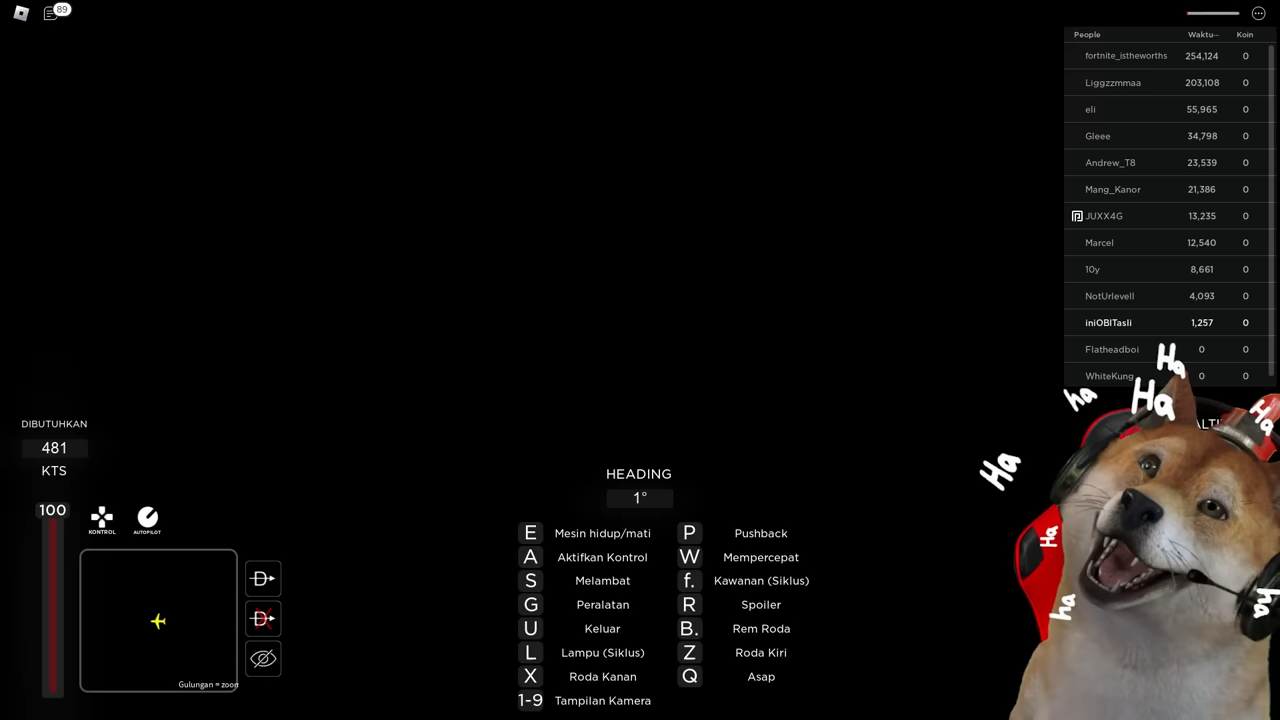 89
People Waktu... Koin
fortnite_istheworths 254,124 0
Liggzzmmaa 203,108 0
eli 55,965 0
Gleee 34,798 0
Andrew_T8 23,539 0
Mang_Kanor 21,386 0
JUXX4G 13,235 0
Marcel 12,540 0
10y 8,661 0
NotUrlevell 4,093 0
iniOBITasli 1,257 0
Flatheadboi 0 0
WhiteKung 0 0
Ha
ha
Ha
Ha
Ha
Ha
ha
ha
DIBUTUHKAN
481
KTS
100
KONTROL
AUTOPILOT
D
D
Gulungan = zoom
HEADING
1°
E Mesin hidup/mati
A Aktifkan Kontrol
S Melambat
G Peralatan
U Keluar
L Lampu (Siklus)
X Roda Kanan
1-9 Tampilan Kamera
P Pushback
W Mempercepat
f. Kawanan (Siklus)
R Spoiler
B. Rem Roda
Z Roda Kiri
Q Asap